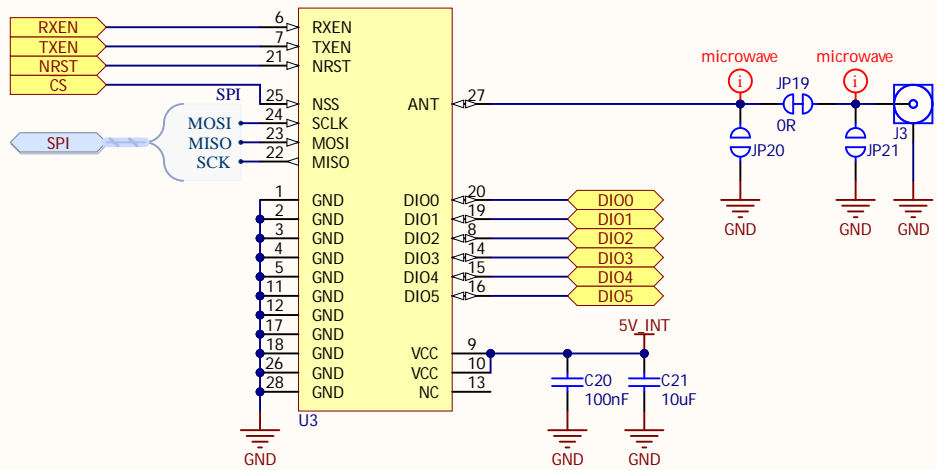 RXEN
TXEN
NRST
CS
SPI
SPI
MOSI
MISO
SCK
6
7
21
25
24
23
22
1
2
3
4
5
11
12
17
18
26
28
RXEN
TXEN
NRST
NSS
SCLK
MOSI
MISO
GND
GND
GND
GND
GND
GND
GND
GND
GND
GND
GND
U3
GND
ANT
DIO0
DIO1
DIO2
DIO3
DIO4
DIO5
VCC
VCC
NC
27
20
19
8
14
15
16
9
10
13
DIO0
DIO1
DIO2
DIO3
DIO4
DIO5
5V_INT
C20
100nF
GND
C21
10uF
GND
microwave
i
JP19
0R
microwave
i
J3
JP20
JP21
GND
GND
GND